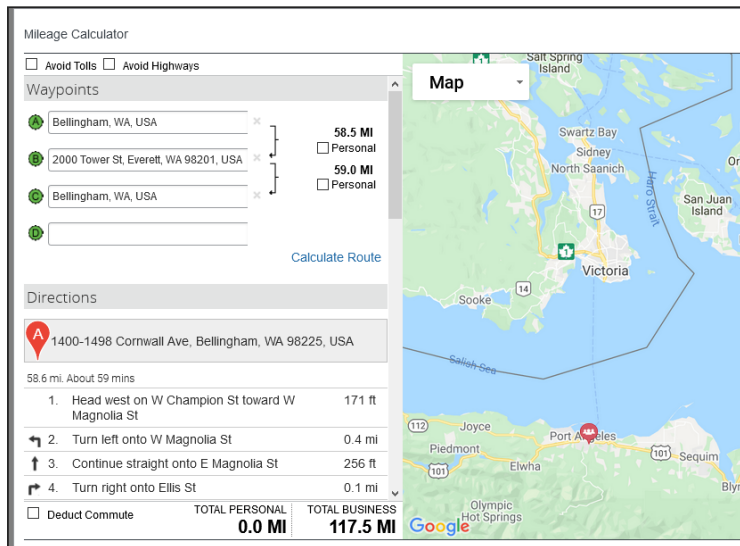 Mileage Calculator
Avoid Tolls Avoid Highways
Waypoints
A Bellingham, WA, USA
58.5 MI
Personal
B 2000 Tower St, Everett, WA 98201, USA
59.0 MI
Personal
C Bellingham, WA, USA
D
Calculate Route
Directions
A 1400-1498 Cornwall Ave, Bellingham, WA 98225, USA
58.6 mi. About 59 mins
1. Head west on W Champion St toward W Magnolia St 171 ft
2. Turn left onto W Magnolia St 0.4 mi
3. Continue straight onto E Magnolia St 256 ft
4. Turn right onto Ellis St 0.1 mi
Deduct Commute
TOTAL PERSONAL
0.0 MI
TOTAL BUSINESS
117.5 MI
Map
1
Salt Spring
Island
Swartz Bay
Sidney
North Saanich
Haro Strait
Or
San Juan
Island
17
1
Victoria
14
Sooke
Salish Sea
112
Joyce
Port Angeles
Piedmont
101
Elwha
101
Sequim
Blyn
Olympic
Hot Springs
Google